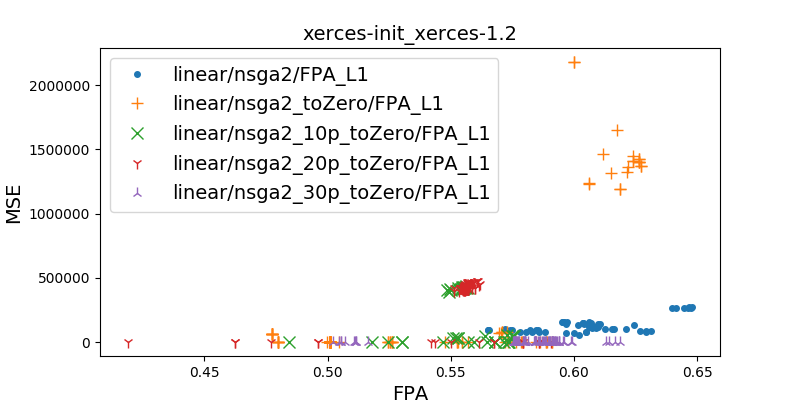 xerces-init_xerces-1.2
linear/nsga2/FPA_L1
linear/nsga2_toZero/FPA_L1
linear/nsga2_10p_toZero/FPA_L1
linear/nsga2_20p_toZero/FPA_L1
linear/nsga2_30p_toZero/FPA_L1
MSE
2000000
1500000
1000000
500000
0
0.45 0.50 0.55 0.60 0.65
FPA